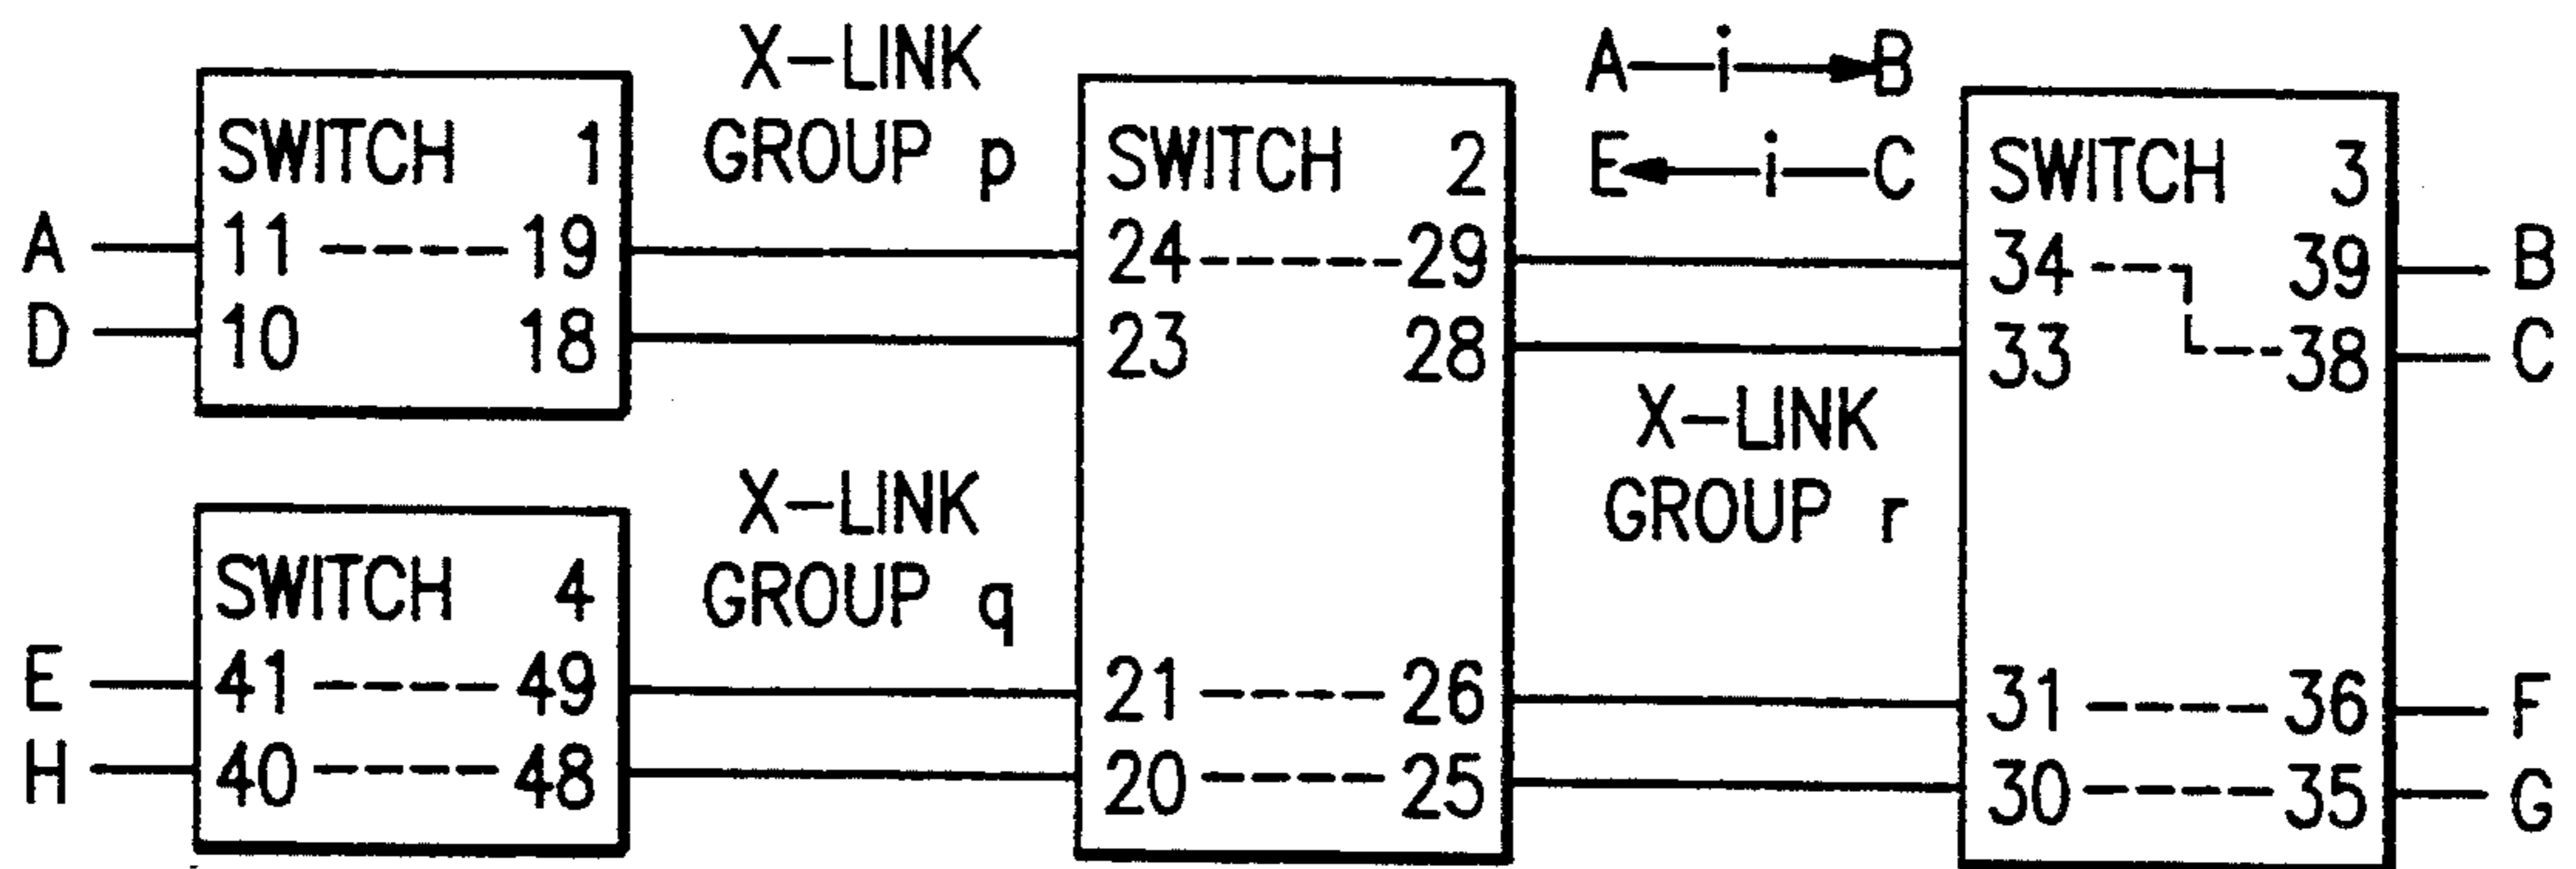 X-LINK
GROUP p
A—i→B
E←i—C
SWITCH 1
11 ---- 19
10 18
A
D
SWITCH 2
24 ----- 29
23 28
21 ---- 26
20 ---- 25
SWITCH 3
34 ---- 39
33 38
31 ---- 36
30 ---- 35
B
C
X-LINK
GROUP r
X-LINK
GROUP q
SWITCH 4
41 ---- 49
40 ---- 48
E
H
F
G